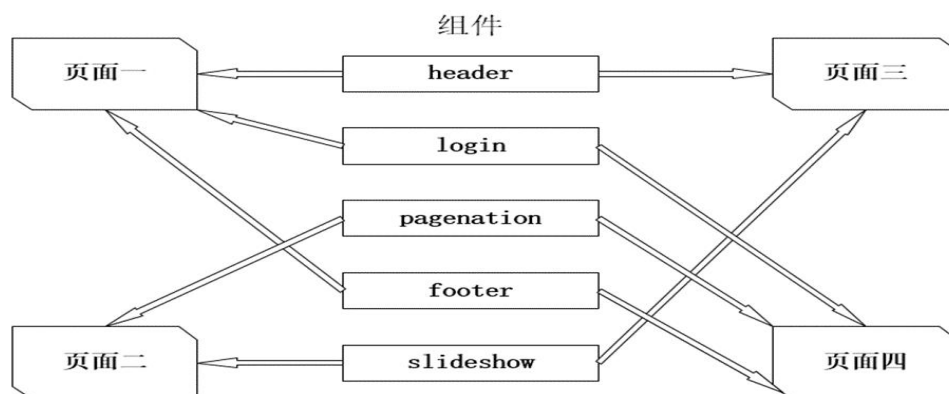 组件
页面一
header
页面三
login
pagenation
footer
页面二
slideshow
页面四